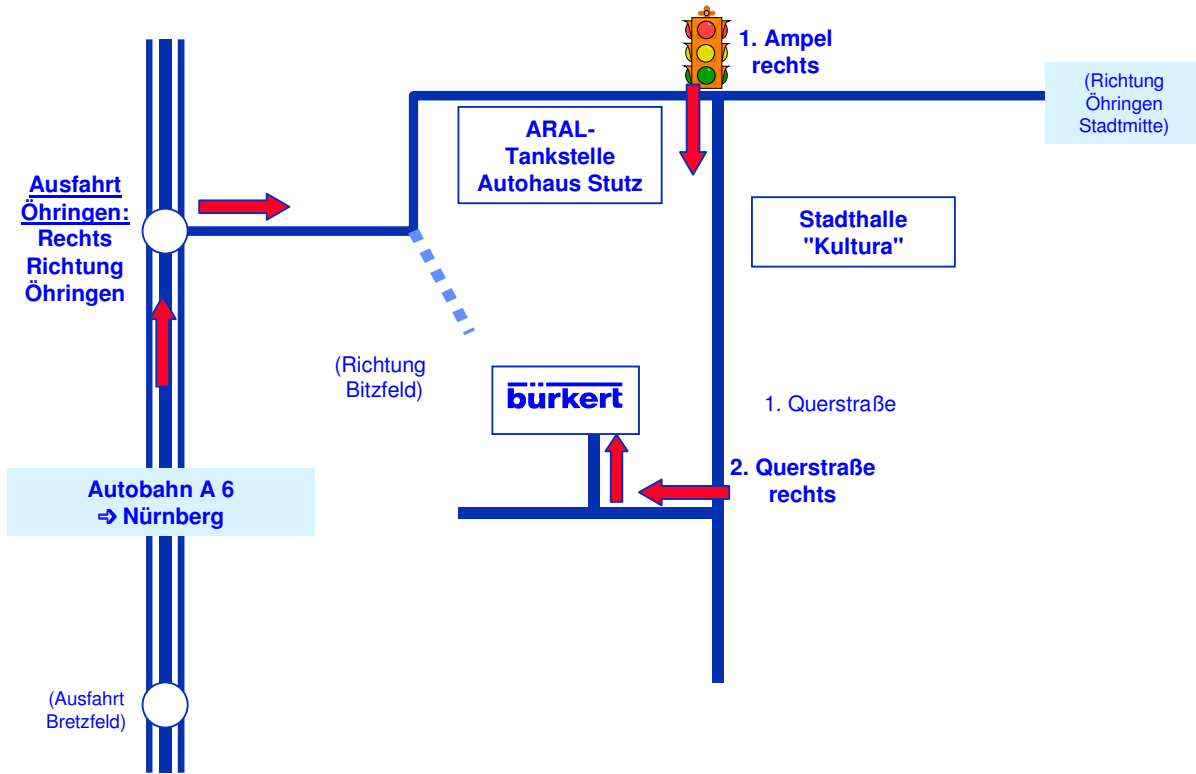 1. Ampel
rechts
(Richtung
Öhringen
Stadtmitte)
ARAL-
Tankstelle
Autohaus Stutz
Ausfahrt
Öhringen:
Rechts
Richtung
Öhringen
Stadthalle
"Kultura"
(Richtung
Bitzfeld)
bürkert
1. Querstraße
2. Querstraße
rechts
Autobahn A 6
➩ Nürnberg
(Ausfahrt
Bretzfeld)